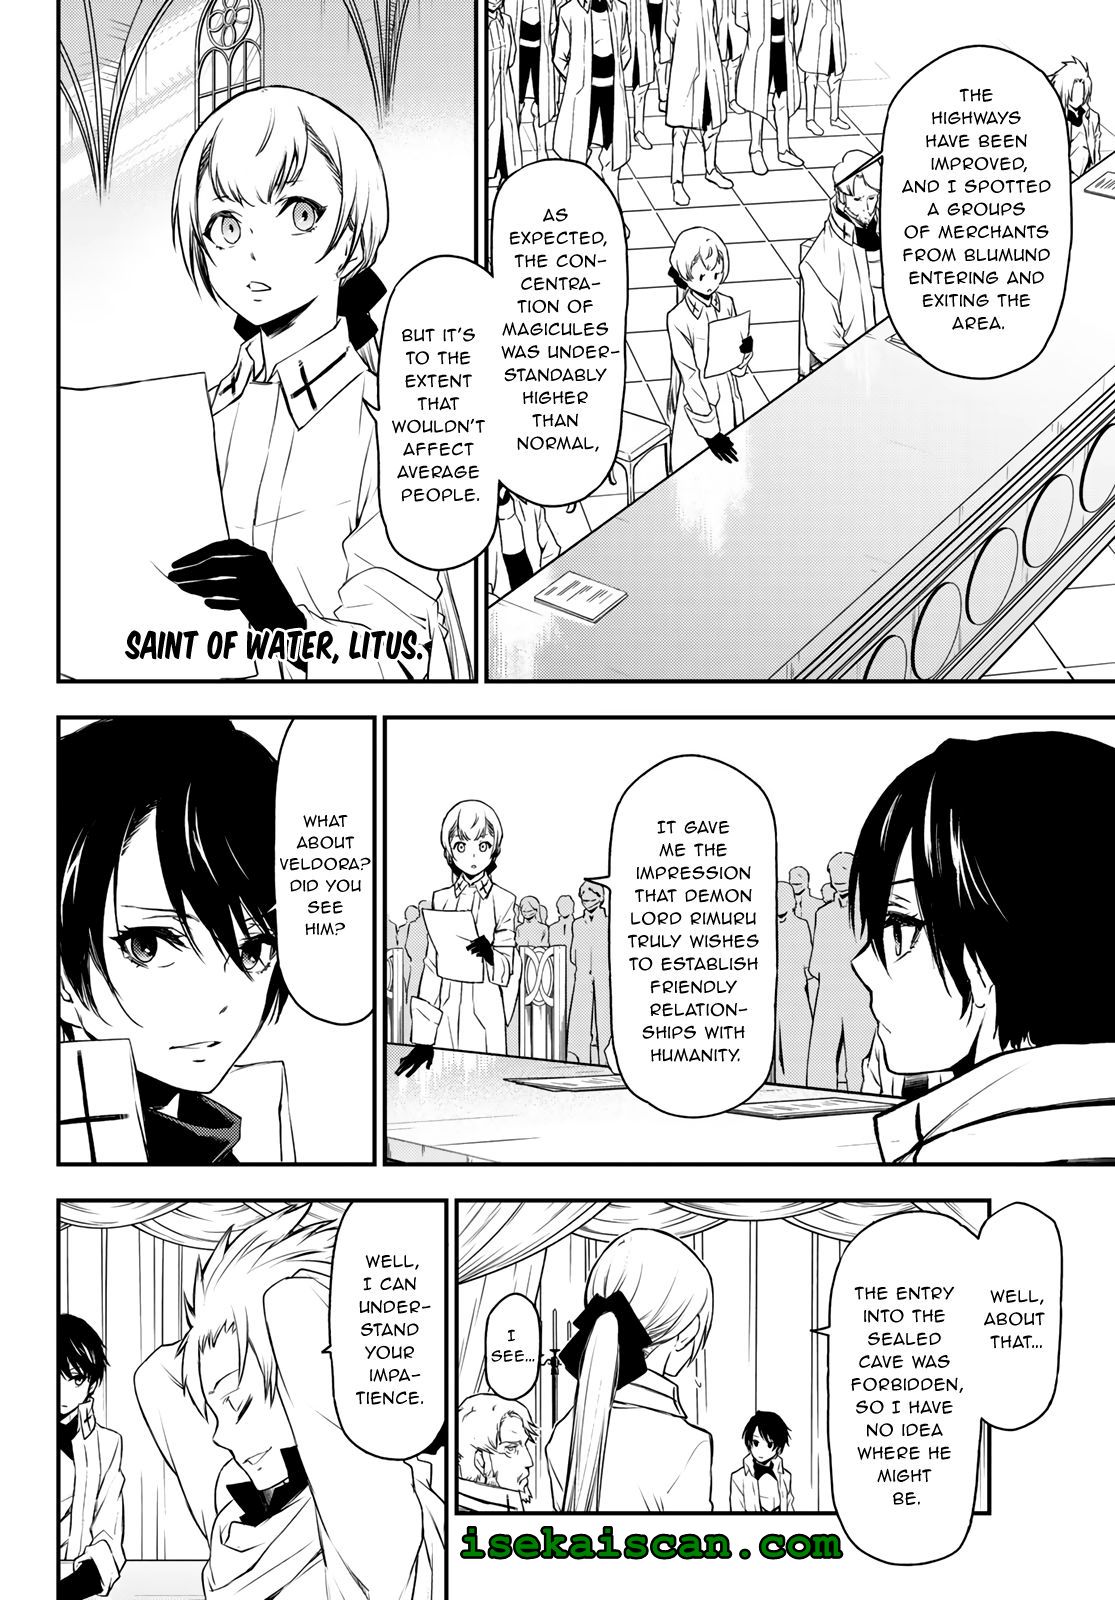 THE
HIGHWAYS
HAVE BEEN
IMPROVED,
AND I SPOTTED
A GROUPS
OF MERCHANTS
FROM BLUMUND
ENTERING AND
EXITING THE
AREA.
AS
EXPECTED,
THE CON-
CENTRA-
TION OF
MAGICULES
WAS UNDER-
STANDABLY
HIGHER
THAN
NORMAL,
BUT IT'S
TO THE
EXTENT
THAT
WOULDN'T
AFFECT
AVERAGE
PEOPLE.
SAINT OF WATER, LITUS.
IT GAVE
ME THE
IMPRESSION
THAT DEMON
LORD RIMURU
TRULY WISHES
TO ESTABLISH
FRIENDLY
RELATION-
SHIPS WITH
HUMANITY.
WHAT
ABOUT
VELDORA?
DID YOU
SEE
HIM?
WELL,
ABOUT
THAT...
THE ENTRY
INTO THE
SEALED
CAVE WAS
FORBIDDEN,
SO I HAVE
NO IDEA
WHERE HE
MIGHT
BE.
I
SEE...
WELL,
I CAN
UNDER-
STAND
YOUR
IMPA-
TIENCE.
isekaiscan.com